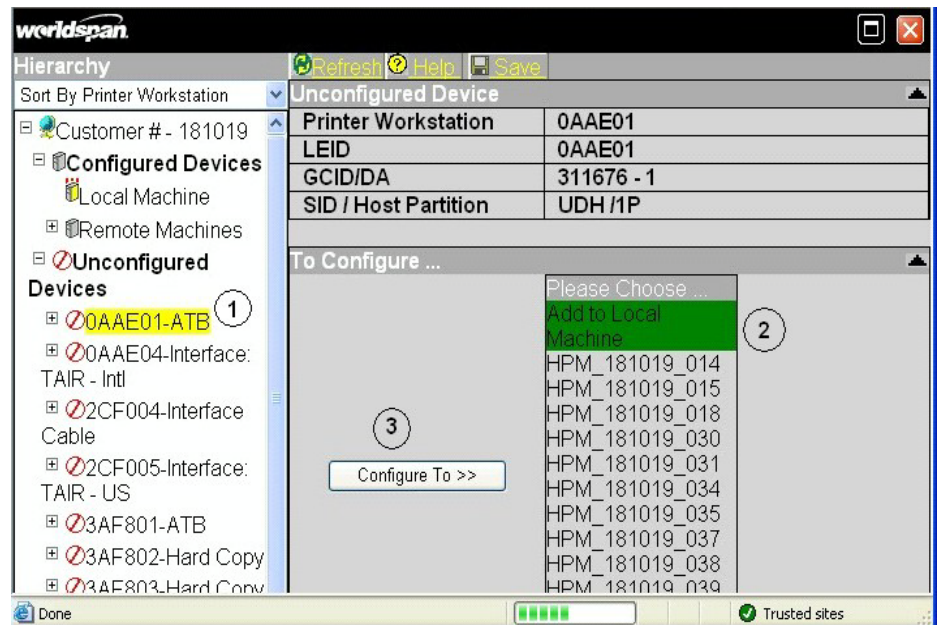 worldspan
Hierarchy
Refresh Help Save
Sort By Printer Workstation
Customer # - 181019
Configured Devices
Local Machine
Remote Machines
Unconfigured
Devices
0AAE01-ATB
1
0AAE04-Interface:
TAIR - Intl
2CF004-Interface
Cable
2CF005-Interface:
TAIR - US
3AF801-ATB
3AF802-Hard Copy
3AF803-Hard Copy
Unconfigured Device
Printer Workstation 0AAE01
LEID 0AAE01
GCID/DA 311676 - 1
SID / Host Partition UDH /1P
To Configure ...
Please Choose ...
Add to Local
Machine
2
HPM_181019_014
HPM_181019_015
HPM_181019_018
HPM_181019_030
HPM_181019_031
HPM_181019_034
HPM_181019_035
HPM_181019_037
HPM_181019_038
HPM_181019_039
3
Configure To >>
Done
Trusted sites